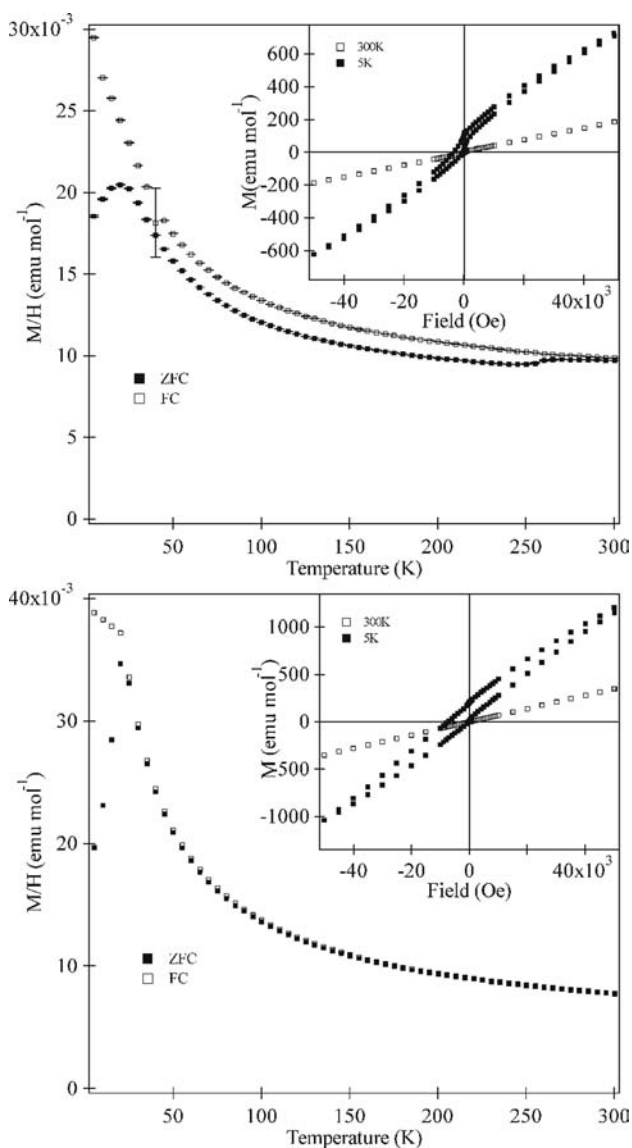 30x10⁻³
25
20
15
10
5
0
M/H (emu mol⁻¹)
ZFC
FC
50
100
150
200
250
300
Temperature (K)
600
400
200
0
-200
-400
-600
M(emu mol⁻¹)
300K
5K
-40
-20
0
40x10³
Field (Oe)
40x10⁻³
30
20
10
0
M/H (emu mol⁻¹)
ZFC
FC
50
100
150
200
250
300
Temperature (K)
1000
500
0
-500
-1000
M (emu mol⁻¹)
300K
5K
-40
-20
0
40x10³
Field (Oe)